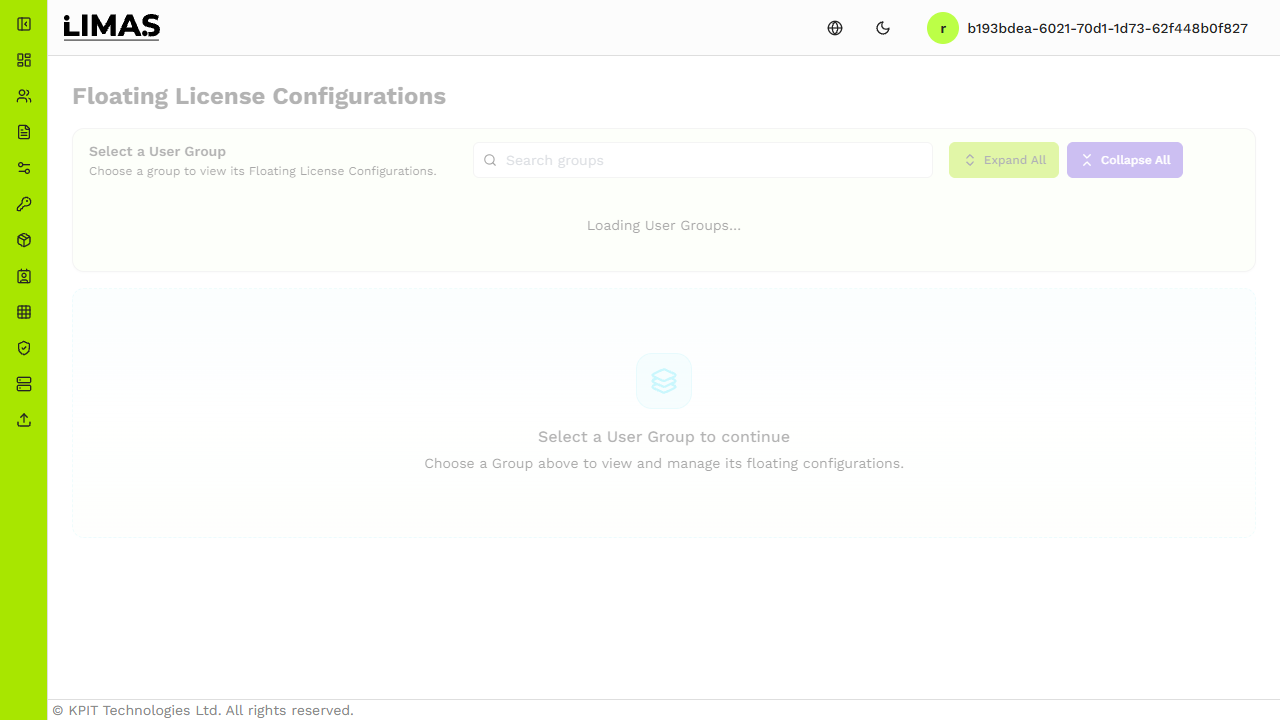 LIMAS
r
b193bdea-6021-70d1-1d73-62f448b0f827
Floating License Configurations
Select a User Group
Choose a group to view its Floating License Configurations.
Search groups
Expand All
Collapse All
Loading User Groups...
Select a User Group to continue
Choose a Group above to view and manage its floating configurations.
© KPIT Technologies Ltd. All rights reserved.